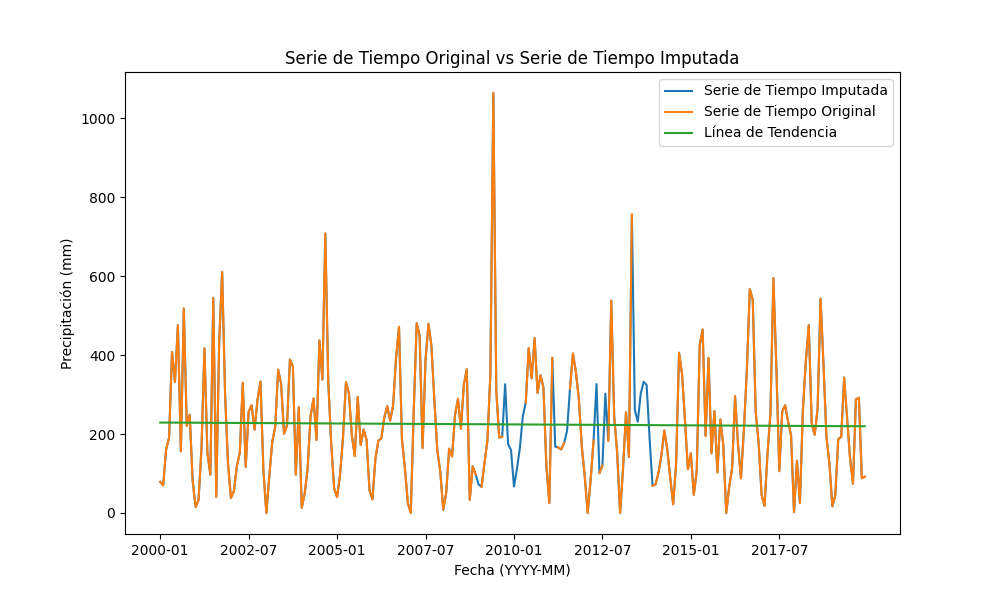 Serie de Tiempo Original vs Serie de Tiempo Imputada
Serie de Tiempo Imputada
Serie de Tiempo Original
Línea de Tendencia
Precipitación (mm)
1000
800
600
400
200
0
2000-01 2002-07 2005-01 2007-07 2010-01 2012-07 2015-01 2017-07
Fecha (YYYY-MM)